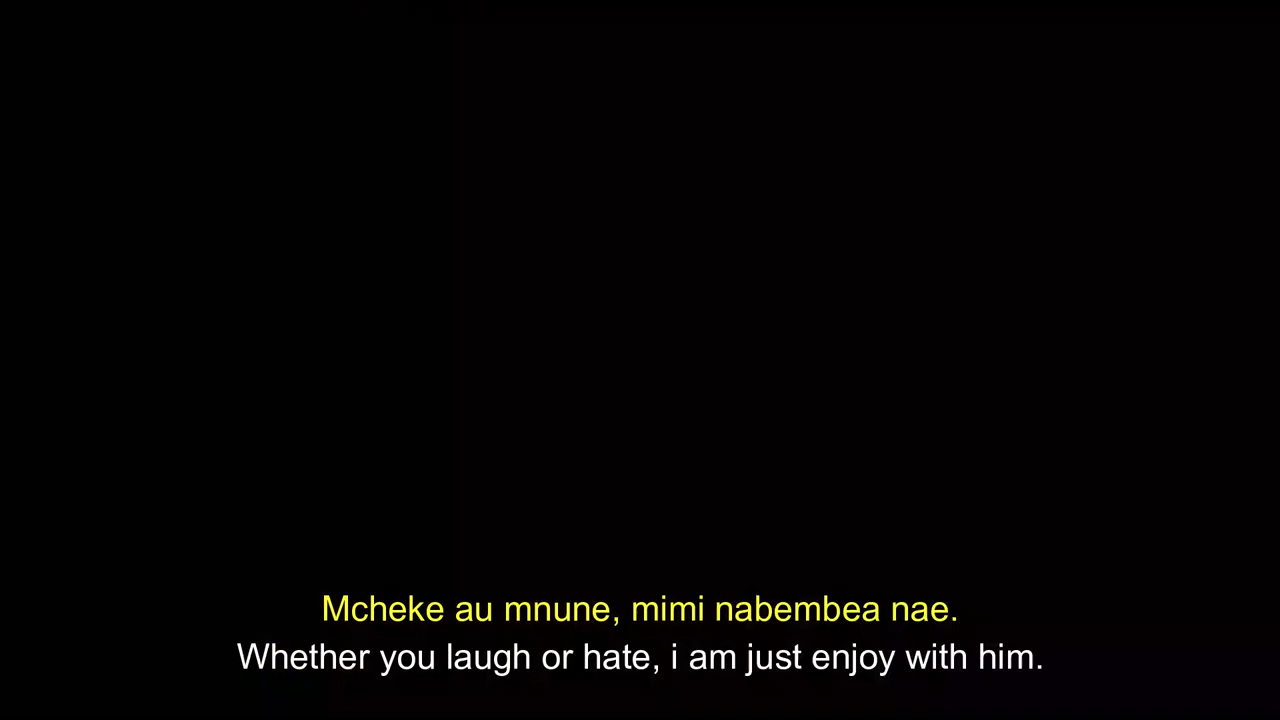 Mcheke au mnune, mimi nabembea nae.
Whether you laugh or hate, i am just enjoy with him.